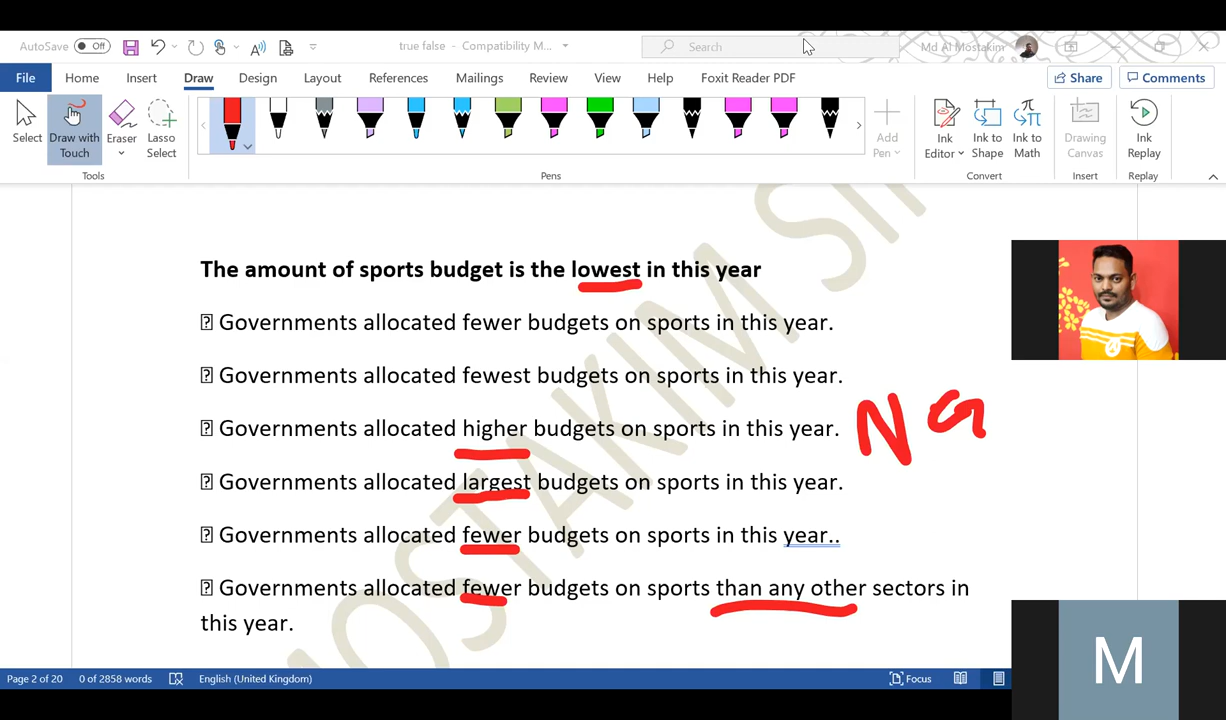 AutoSave Off true false - Compatibility M... Search Md Al Mostakim
File Home Insert Draw Design Layout References Mailings Review View Help Foxit Reader PDF Share Comments
Select Draw with Touch Eraser Lasso Select Add Pen Ink Editor Ink to Shape Ink to Math Drawing Canvas Ink Replay
Tools Pens Convert Insert Replay
The amount of sports budget is the lowest in this year
Governments allocated fewer budgets on sports in this year.
Governments allocated fewest budgets on sports in this year.
Governments allocated higher budgets on sports in this year.
Governments allocated largest budgets on sports in this year.
Governments allocated fewer budgets on sports in this year..
Governments allocated fewer budgets on sports than any other sectors in
this year.
M
Page 2 of 20 0 of 2858 words English (United Kingdom) Focus